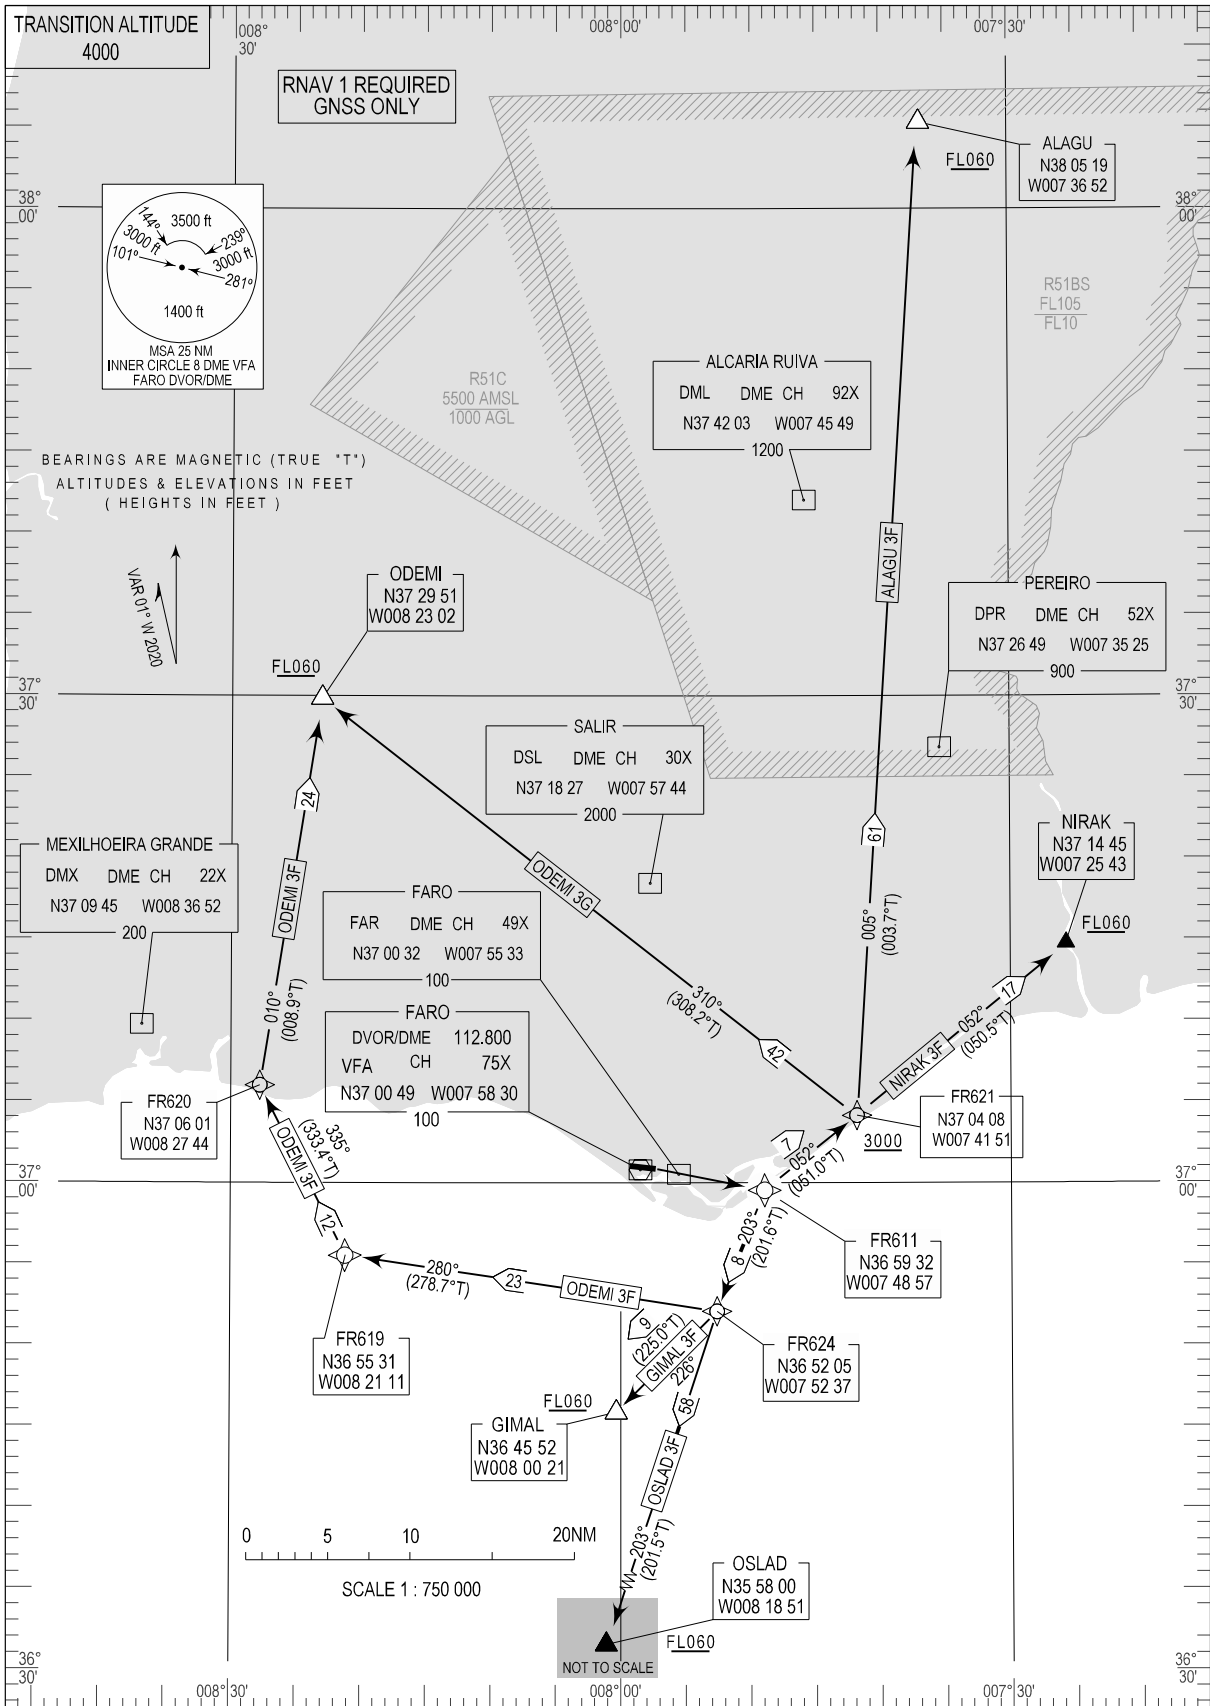 TRANSITION ALTITUDE
4000
008°
30'
008°00'
007°30'
RNAV 1 REQUIRED
GNSS ONLY
ALAGU
N38 05 19
W007 36 52
FL060
38°
00'
38°
00'
144°
3500 ft
239°
3000 ft
3000 ft
101°
281°
1400 ft
MSA 25 NM
INNER CIRCLE 8 DME VFA
FARO DVOR/DME
R51BS
FL105
FL10
R51C
5500 AMSL
1000 AGL
ALCARIA RUIVA
DML DME CH 92X
N37 42 03 W007 45 49
1200
BEARINGS ARE MAGNETIC (TRUE "T")
ALTITUDES & ELEVATIONS IN FEET
( HEIGHTS IN FEET )
VAR 01° W 2020
ODEMI
N37 29 51
W008 23 02
FL060
ALAGU 3F
PEREIRO
DPR DME CH 52X
N37 26 49 W007 35 25
900
37°
30'
37°
30'
SALIR
DSL DME CH 30X
N37 18 27 W007 57 44
2000
24
61
NIRAK
N37 14 45
W007 25 43
FL060
MEXILHOEIRA GRANDE
DMX DME CH 22X
N37 09 45 W008 36 52
200
ODEMI 3F
ODEMI 3G
FARO
FAR DME CH 49X
N37 00 32 W007 55 33
100
005°
(003.7°T)
010°
(008.9°T)
310°
(308.2°T)
42
17
052°
(050.5°T)
NIRAK 3F
FARO
DVOR/DME 112.800
VFA CH 75X
N37 00 49 W007 58 30
100
FR620
N37 06 01
W008 27 44
FR621
N37 04 08
W007 41 51
3000
335°
(333.4°T)
ODEMI 3F
12
7
052°
(051.0°T)
37°
00'
37°
00'
FR611
N36 59 32
W007 48 57
203°
(201.6°T)
8
280°
(278.7°T)
23
ODEMI 3F
FR619
N36 55 31
W008 21 11
9
(225.0°T)
GIMAL 3F
226°
FR624
N36 52 05
W007 52 37
FL060
GIMAL
N36 45 52
W008 00 21
58
OSLAD 3F
203°
(201.5°T)
0 5 10 20NM
SCALE 1 : 750 000
OSLAD
N35 58 00
W008 18 51
FL060
NOT TO SCALE
36°
30'
36°
30'
008°30'
008°00'
007°30'